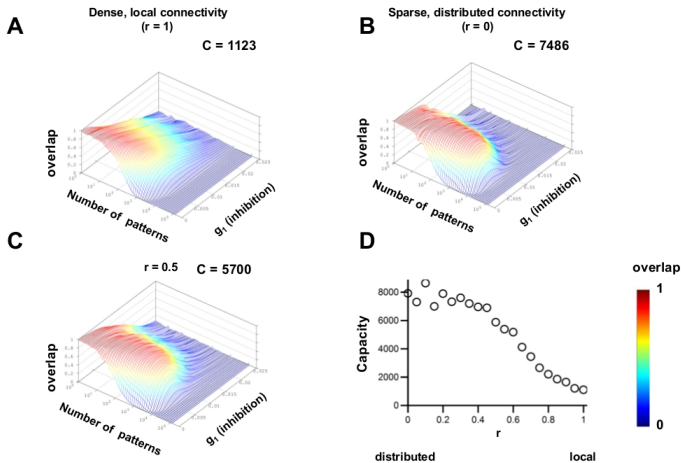 A
Dense, local connectivity
(r = 1)
C = 1123
overlap
Number of patterns
g1 (inhibition)
B
Sparse, distributed connectivity
(r = 0)
C = 7486
overlap
Number of patterns
g1 (inhibition)
C
r = 0.5
C = 5700
overlap
Number of patterns
g1 (inhibition)
D
Capacity
8000
6000
4000
2000
0
0
0.2
0.4
0.6
0.8
1
r
distributed
local
overlap
1
0